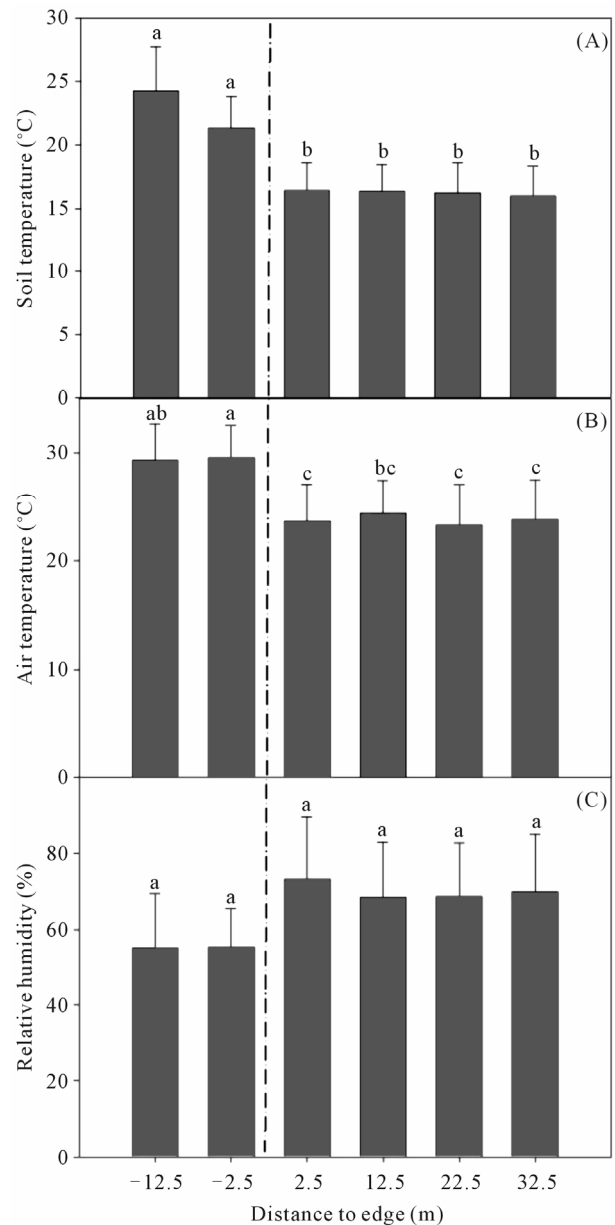 30
(A)
a
25
a
20
b b b b
15
10
5
0
Soil temperature (°C)
(B)
ab a
30
c bc c c
20
10
0
Air temperature (°C)
(C)
a a a a
80
a a
60
40
20
0
Relative humidity (%)
−12.5 −2.5 2.5 12.5 22.5 32.5
Distance to edge (m)